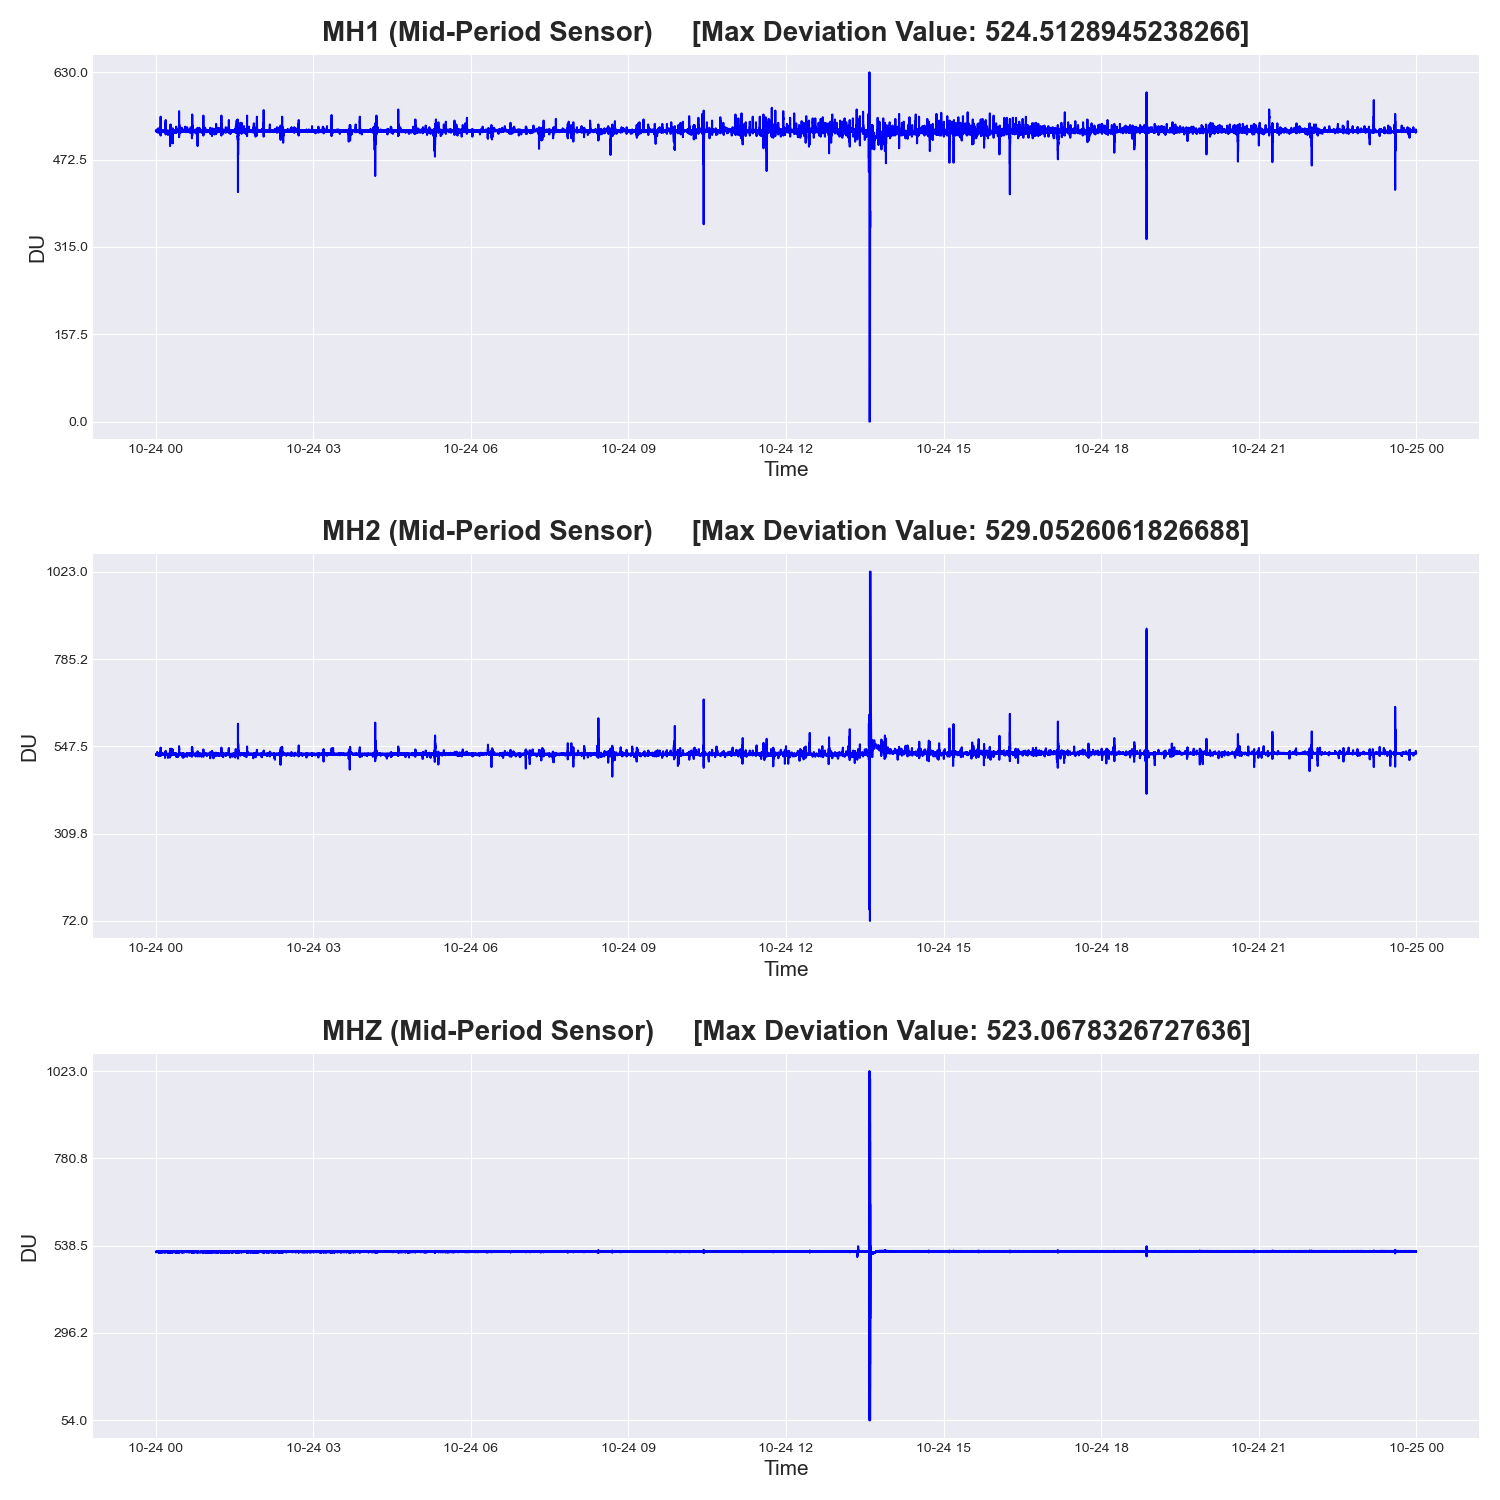 MH1 (Mid-Period Sensor) [Max Deviation Value: 524.5128945238266]
630.0
472.5
315.0
157.5
0.0
DU
10-24 00 10-24 03 10-24 06 10-24 09 10-24 12 10-24 15 10-24 18 10-24 21 10-25 00
Time
MH2 (Mid-Period Sensor) [Max Deviation Value: 529.0526061826688]
1023.0
785.2
547.5
309.8
72.0
DU
10-24 00 10-24 03 10-24 06 10-24 09 10-24 12 10-24 15 10-24 18 10-24 21 10-25 00
Time
MHZ (Mid-Period Sensor) [Max Deviation Value: 523.0678326727636]
1023.0
780.8
538.5
296.2
54.0
DU
10-24 00 10-24 03 10-24 06 10-24 09 10-24 12 10-24 15 10-24 18 10-24 21 10-25 00
Time